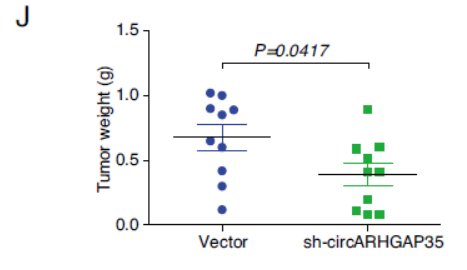 J
1.5
P=0.0417
1.0
Tumor weight (g)
0.5
0.0
Vector sh-circARHGAP35